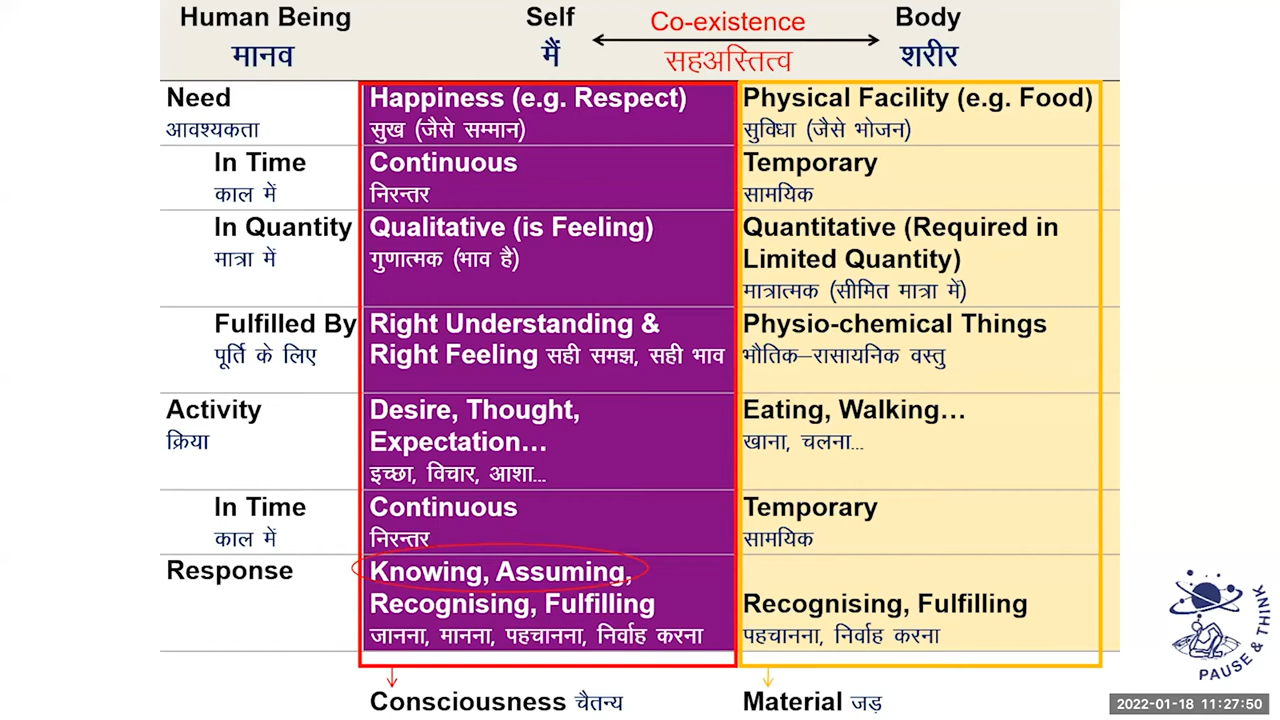 Human Being Self Co-existence Body
मानव मैं सहअस्तित्व शरीर
Need Happiness (e.g. Respect) Physical Facility (e.g. Food)
आवश्यकता सुख (जैसे सम्मान) सुविधा (जैसे भोजन)
In Time Continuous Temporary
काल में निरन्तर सामयिक
In Quantity Qualitative (is Feeling) Quantitative (Required in
मात्रा में गुणात्मक (भाव है) Limited Quantity)
मात्रात्मक (सीमित मात्रा में)
Fulfilled By Right Understanding & Physio-chemical Things
पूर्ति के लिए Right Feeling सही समझ, सही भाव भौतिक–रासायनिक वस्तु
Activity Desire, Thought, Eating, Walking…
क्रिया Expectation… खाना, चलना…
इच्छा, विचार, आशा…
In Time Continuous Temporary
काल में निरन्तर सामयिक
Response Knowing, Assuming,
Recognising, Fulfilling Recognising, Fulfilling
जानना, मानना, पहचानना, निर्वाह करना पहचानना, निर्वाह करना
Consciousness चैतन्य Material जड़
PAUSE & THINK
2022-01-18 11:27:50